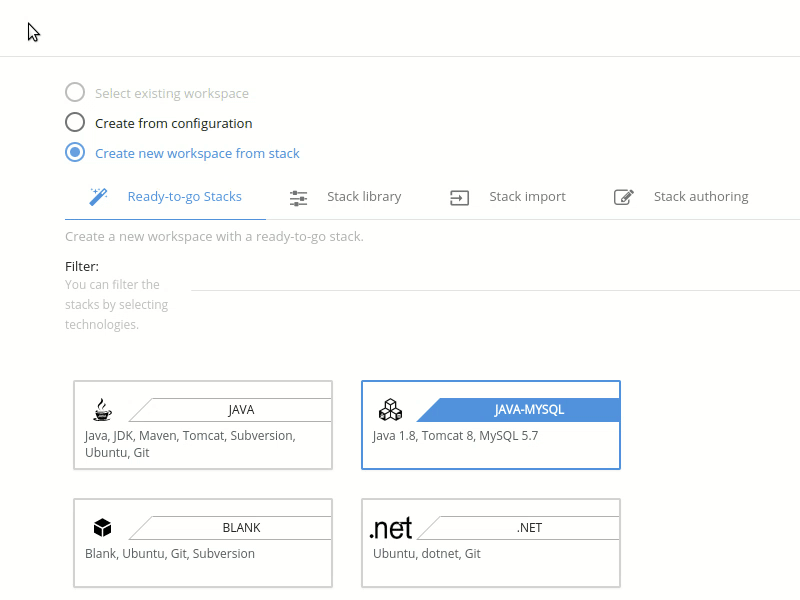 Select existing workspace
Create from configuration
Create new workspace from stack
Ready-to-go Stacks Stack library Stack import Stack authoring
Create a new workspace with a ready-to-go stack.
Filter:
You can filter the
stacks by selecting
technologies.
JAVA
Java, JDK, Maven, Tomcat, Subversion,
Ubuntu, Git
JAVA-MYSQL
Java 1.8, Tomcat 8, MySQL 5.7
BLANK
Blank, Ubuntu, Git, Subversion
.net .NET
Ubuntu, dotnet, Git